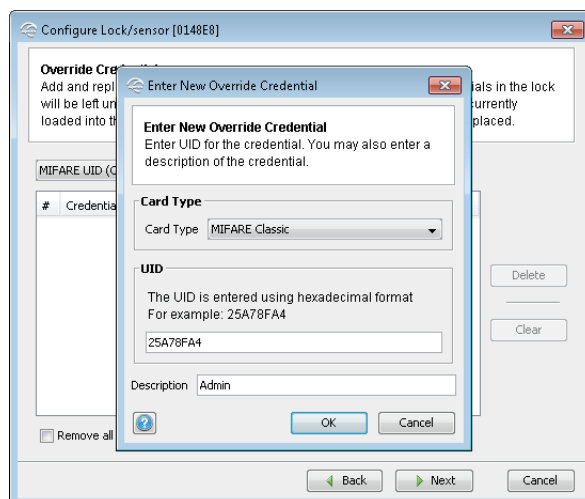 Configure Lock/sensor [0148E8]
Override
Add and repl ials in the lock
will be left un urrently
loaded into th placed.
MIFARE UID (
# Credentia
Enter New Override Credential
Enter New Override Credential
Enter UID for the credential. You may also enter a
description of the credential.
Card Type
Card Type MIFARE Classic
UID
The UID is entered using hexadecimal format
For example: 25A78FA4
25A78FA4
Description Admin
? OK Cancel
Delete
Clear
Remove all
Back Next Cancel